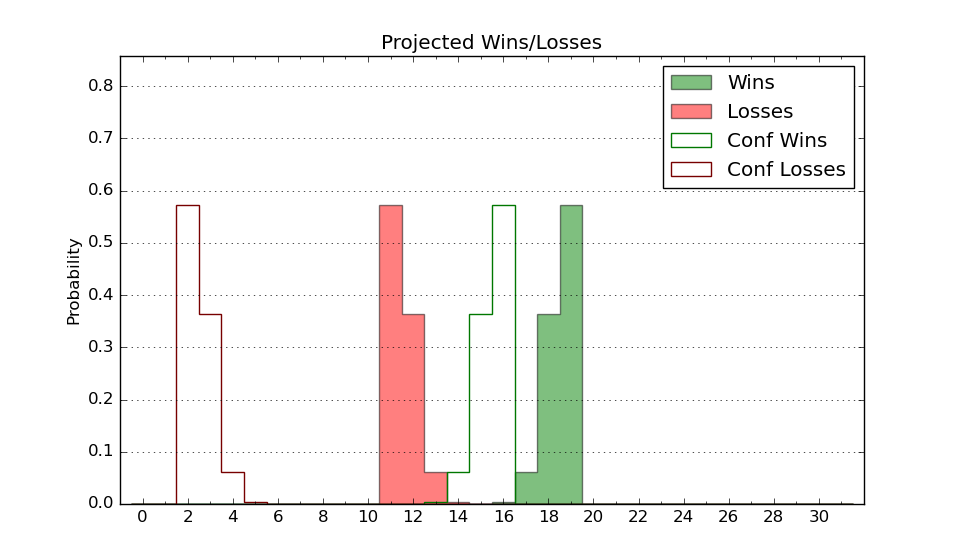 Projected Wins/Losses
Wins
Losses
Conf Wins
Conf Losses
Probability
0.8
0.7
0.6
0.5
0.4
0.3
0.2
0.1
0.0
0 2 4 6 8 10 12 14 16 18 20 22 24 26 28 30